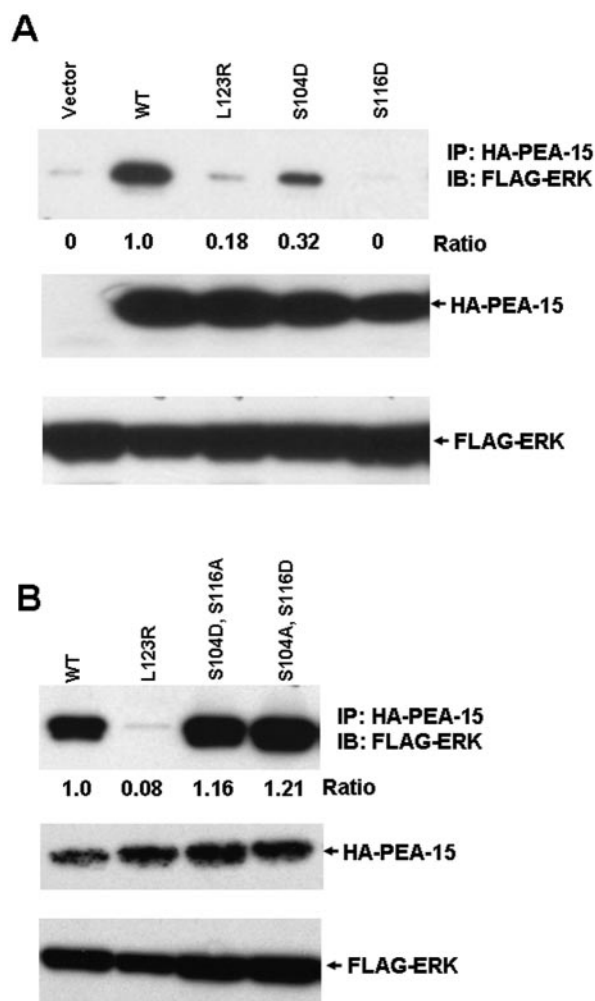 A
Vector WT L123R S104D S116D
IP: HA-PEA-15
IB: FLAG-ERK
0 1.0 0.18 0.32 0 Ratio
HA-PEA-15
FLAG-ERK
B
WT L123R S104D, S116A S104A, S116D
IP: HA-PEA-15
IB: FLAG-ERK
1.0 0.08 1.16 1.21 Ratio
HA-PEA-15
FLAG-ERK